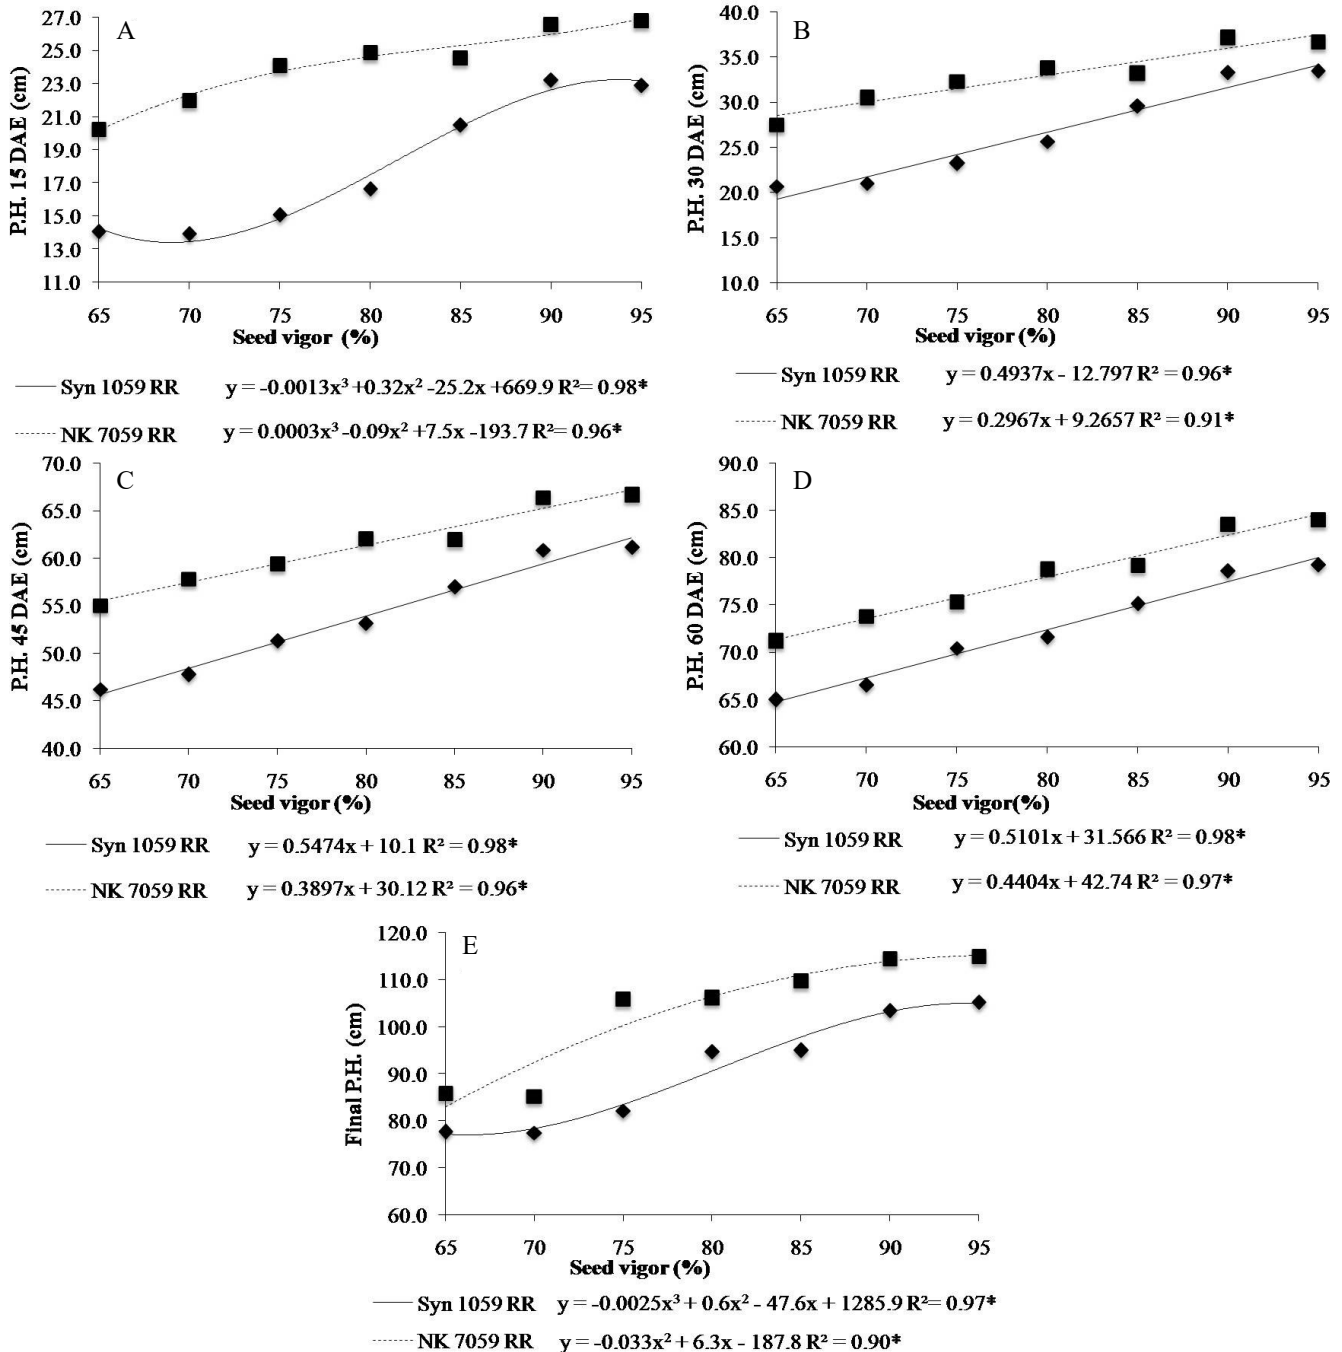 A
P.H. 15 DAE (cm)
27.0
25.0
23.0
21.0
19.0
17.0
15.0
13.0
11.0
65 70 75 80 85 90 95
Seed vigor (%)
Syn 1059 RR y = -0.0013x³ +0.32x² -25.2x +669.9 R²= 0.98*
NK 7059 RR y = 0.0003x³ -0.09x² +7.5x -193.7 R²= 0.96*
B
P.H. 30 DAE (cm)
40.0
35.0
30.0
25.0
20.0
15.0
10.0
65 70 75 80 85 90 95
Seed vigor (%)
Syn 1059 RR y = 0.4937x - 12.797 R² = 0.96*
NK 7059 RR y = 0.2967x + 9.2657 R² = 0.91*
C
P.H. 45 DAE (cm)
70.0
65.0
60.0
55.0
50.0
45.0
40.0
65 70 75 80 85 90 95
Seed vigor (%)
Syn 1059 RR y = 0.5474x + 10.1 R² = 0.98*
NK 7059 RR y = 0.3897x + 30.12 R² = 0.96*
D
P.H. 60 DAE (cm)
90.0
85.0
80.0
75.0
70.0
65.0
60.0
65 70 75 80 85 90 95
Seed vigor(%)
Syn 1059 RR y = 0.5101x + 31.566 R² = 0.98*
NK 7059 RR y = 0.4404x + 42.74 R² = 0.97*
E
Final P.H. (cm)
120.0
110.0
100.0
90.0
80.0
70.0
60.0
65 70 75 80 85 90 95
Seed vigor (%)
Syn 1059 RR y = -0.0025x³ + 0.6x² - 47.6x + 1285.9 R²= 0.97*
NK 7059 RR y = -0.033x² + 6.3x - 187.8 R² = 0.90*